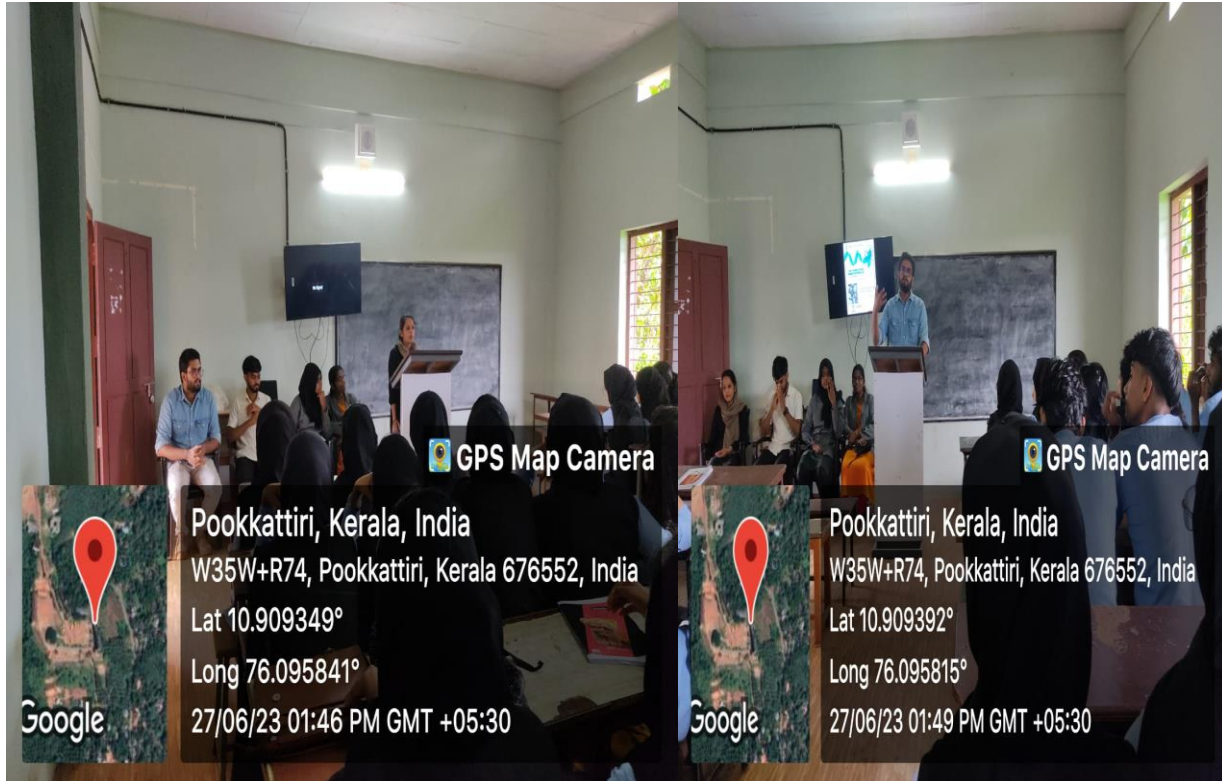 GPS Map Camera
Pookkattiri, Kerala, India
W35W+R74, Pookkattiri, Kerala 676552, India
Lat 10.909349°
Long 76.095841°
27/06/23 01:46 PM GMT +05:30
Google
GPS Map Camera
Pookkattiri, Kerala, India
W35W+R74, Pookkattiri, Kerala 676552, India
Lat 10.909392°
Long 76.095815°
27/06/23 01:49 PM GMT +05:30
Google